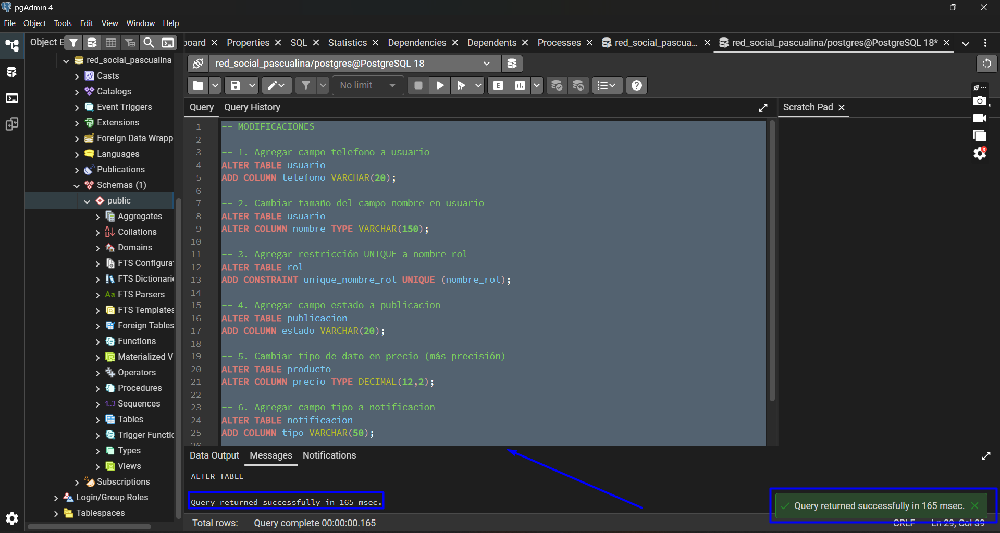 pgAdmin 4
File Object Tools Edit View Window Help
Object E
board Properties SQL Statistics Dependencies Dependents Processes red_social_pascua... red_social_pascualina/postgres@PostgreSQL 18*
red_social_pascualina/postgres@PostgreSQL 18
No limit
E
Query Query History
Scratch Pad
3
red_social_pascualina
Casts
Catalogs
Event Triggers
Extensions
Foreign Data Wrapp
Languages
Publications
Schemas (1)
public
Aggregates
Collations
Domains
FTS Configura
FTS Dictionari
Aa FTS Parsers
FTS Templates
Foreign Tables
Functions
Materialized V
Operators
Procedures
1..3 Sequences
Tables
Trigger Functi
Types
Views
Subscriptions
Login/Group Roles
Tablespaces
1 -- MODIFICACIONES
2
3 -- 1. Agregar campo telefono a usuario
4 ALTER TABLE usuario
5 ADD COLUMN telefono VARCHAR(20);
6
7 -- 2. Cambiar tamaño del campo nombre en usuario
8 ALTER TABLE usuario
9 ALTER COLUMN nombre TYPE VARCHAR(150);
10
11 -- 3. Agregar restricción UNIQUE a nombre_rol
12 ALTER TABLE rol
13 ADD CONSTRAINT unique_nombre_rol UNIQUE (nombre_rol);
14
15 -- 4. Agregar campo estado a publicacion
16 ALTER TABLE publicacion
17 ADD COLUMN estado VARCHAR(20);
18
19 -- 5. Cambiar tipo de dato en precio (más precisión)
20 ALTER TABLE producto
21 ALTER COLUMN precio TYPE DECIMAL(12,2);
22
23 -- 6. Agregar campo tipo a notificacion
24 ALTER TABLE notificacion
25 ADD COLUMN tipo VARCHAR(50);
26
Data Output Messages Notifications
ALTER TABLE
Query returned successfully in 165 msec.
Query returned successfully in 165 msec.
Total rows: Query complete 00:00:00.165
CRLF Ln 29, Col 39